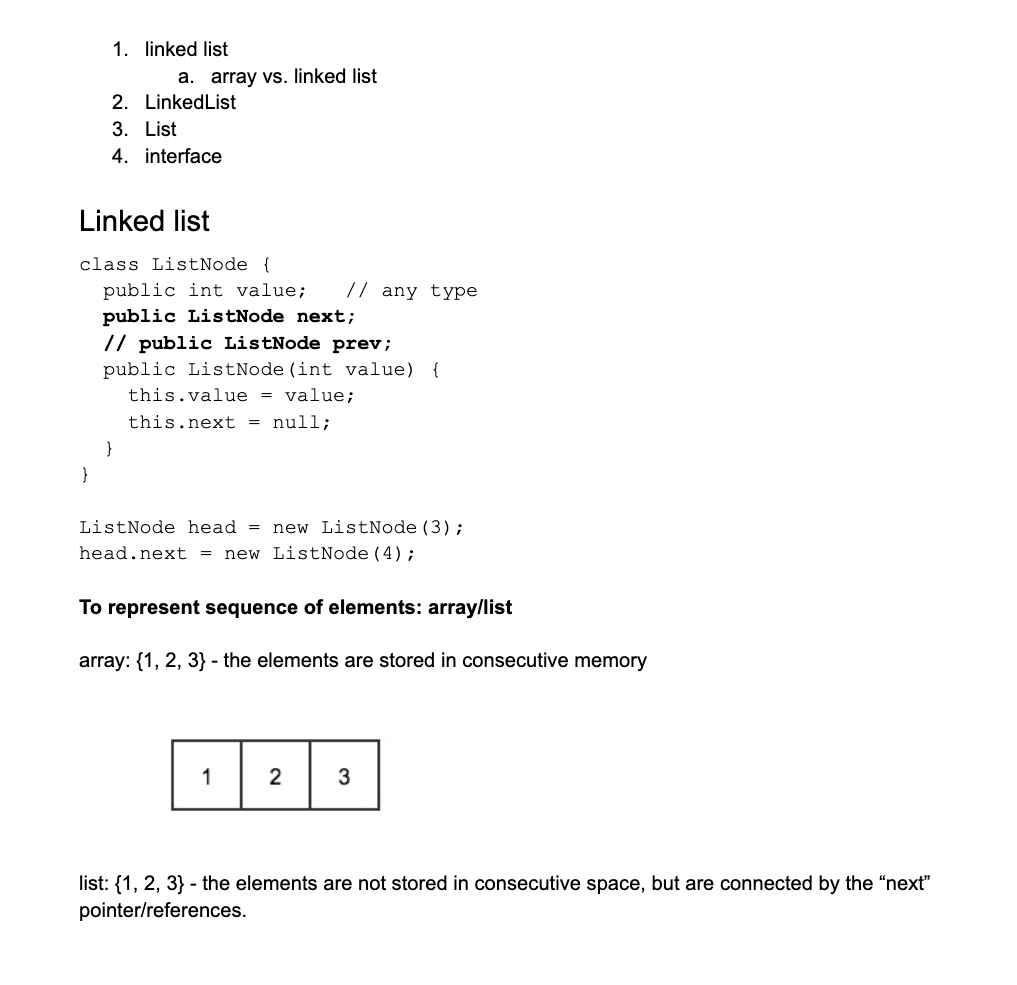 1. linked list
a. array vs. linked list
2. LinkedList
3. List
4. interface
Linked list
class ListNode {
public int value; // any type
public ListNode next;
// public ListNode prev;
public ListNode(int value) {
this.value = value;
this.next = null;
}
}
ListNode head = new ListNode(3);
head.next = new ListNode(4);
To represent sequence of elements: array/list
array: {1, 2, 3} - the elements are stored in consecutive memory
1 2 3
list: {1, 2, 3} - the elements are not stored in consecutive space, but are connected by the “next”
pointer/references.